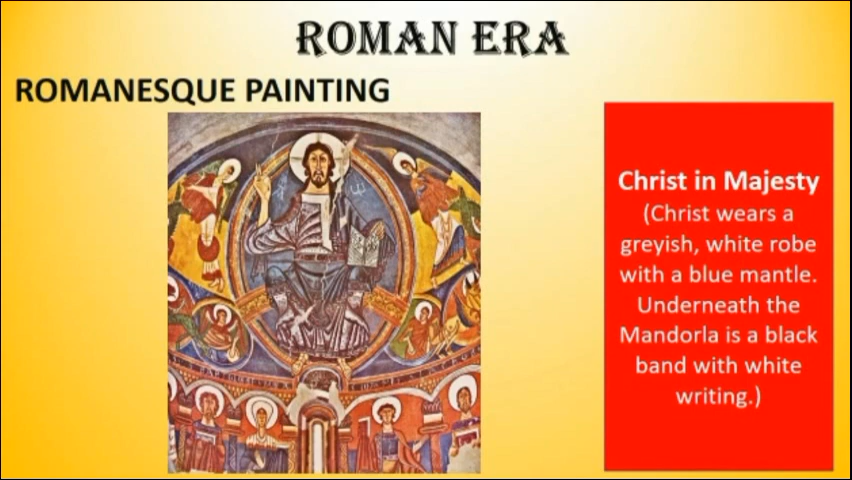 ROMAN ERA
ROMANESQUE PAINTING
Christ in Majesty
(Christ wears a
greyish, white robe
with a blue mantle.
Underneath the
Mandorla is a black
band with white
writing.)